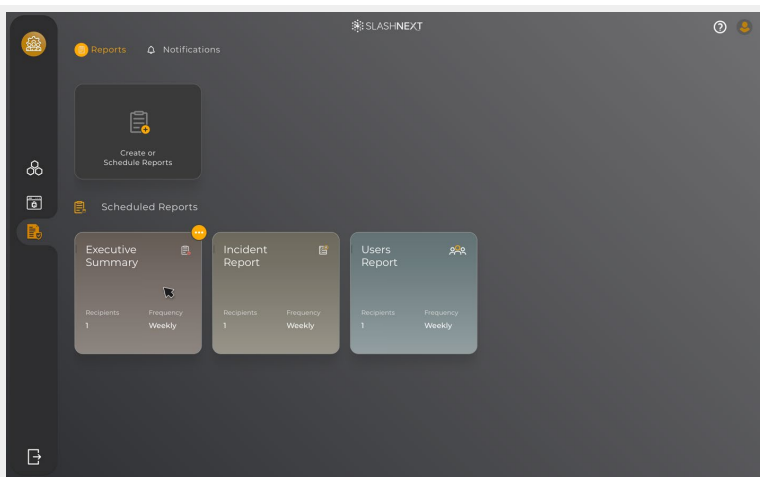 SLASHNEXT
Reports
Notifications
Create or
Schedule Reports
Scheduled Reports
Executive
Summary
Recipients
Frequency
1
Weekly
Incident
Report
Recipients
Frequency
1
Weekly
Users
Report
Recipients
Frequency
1
Weekly